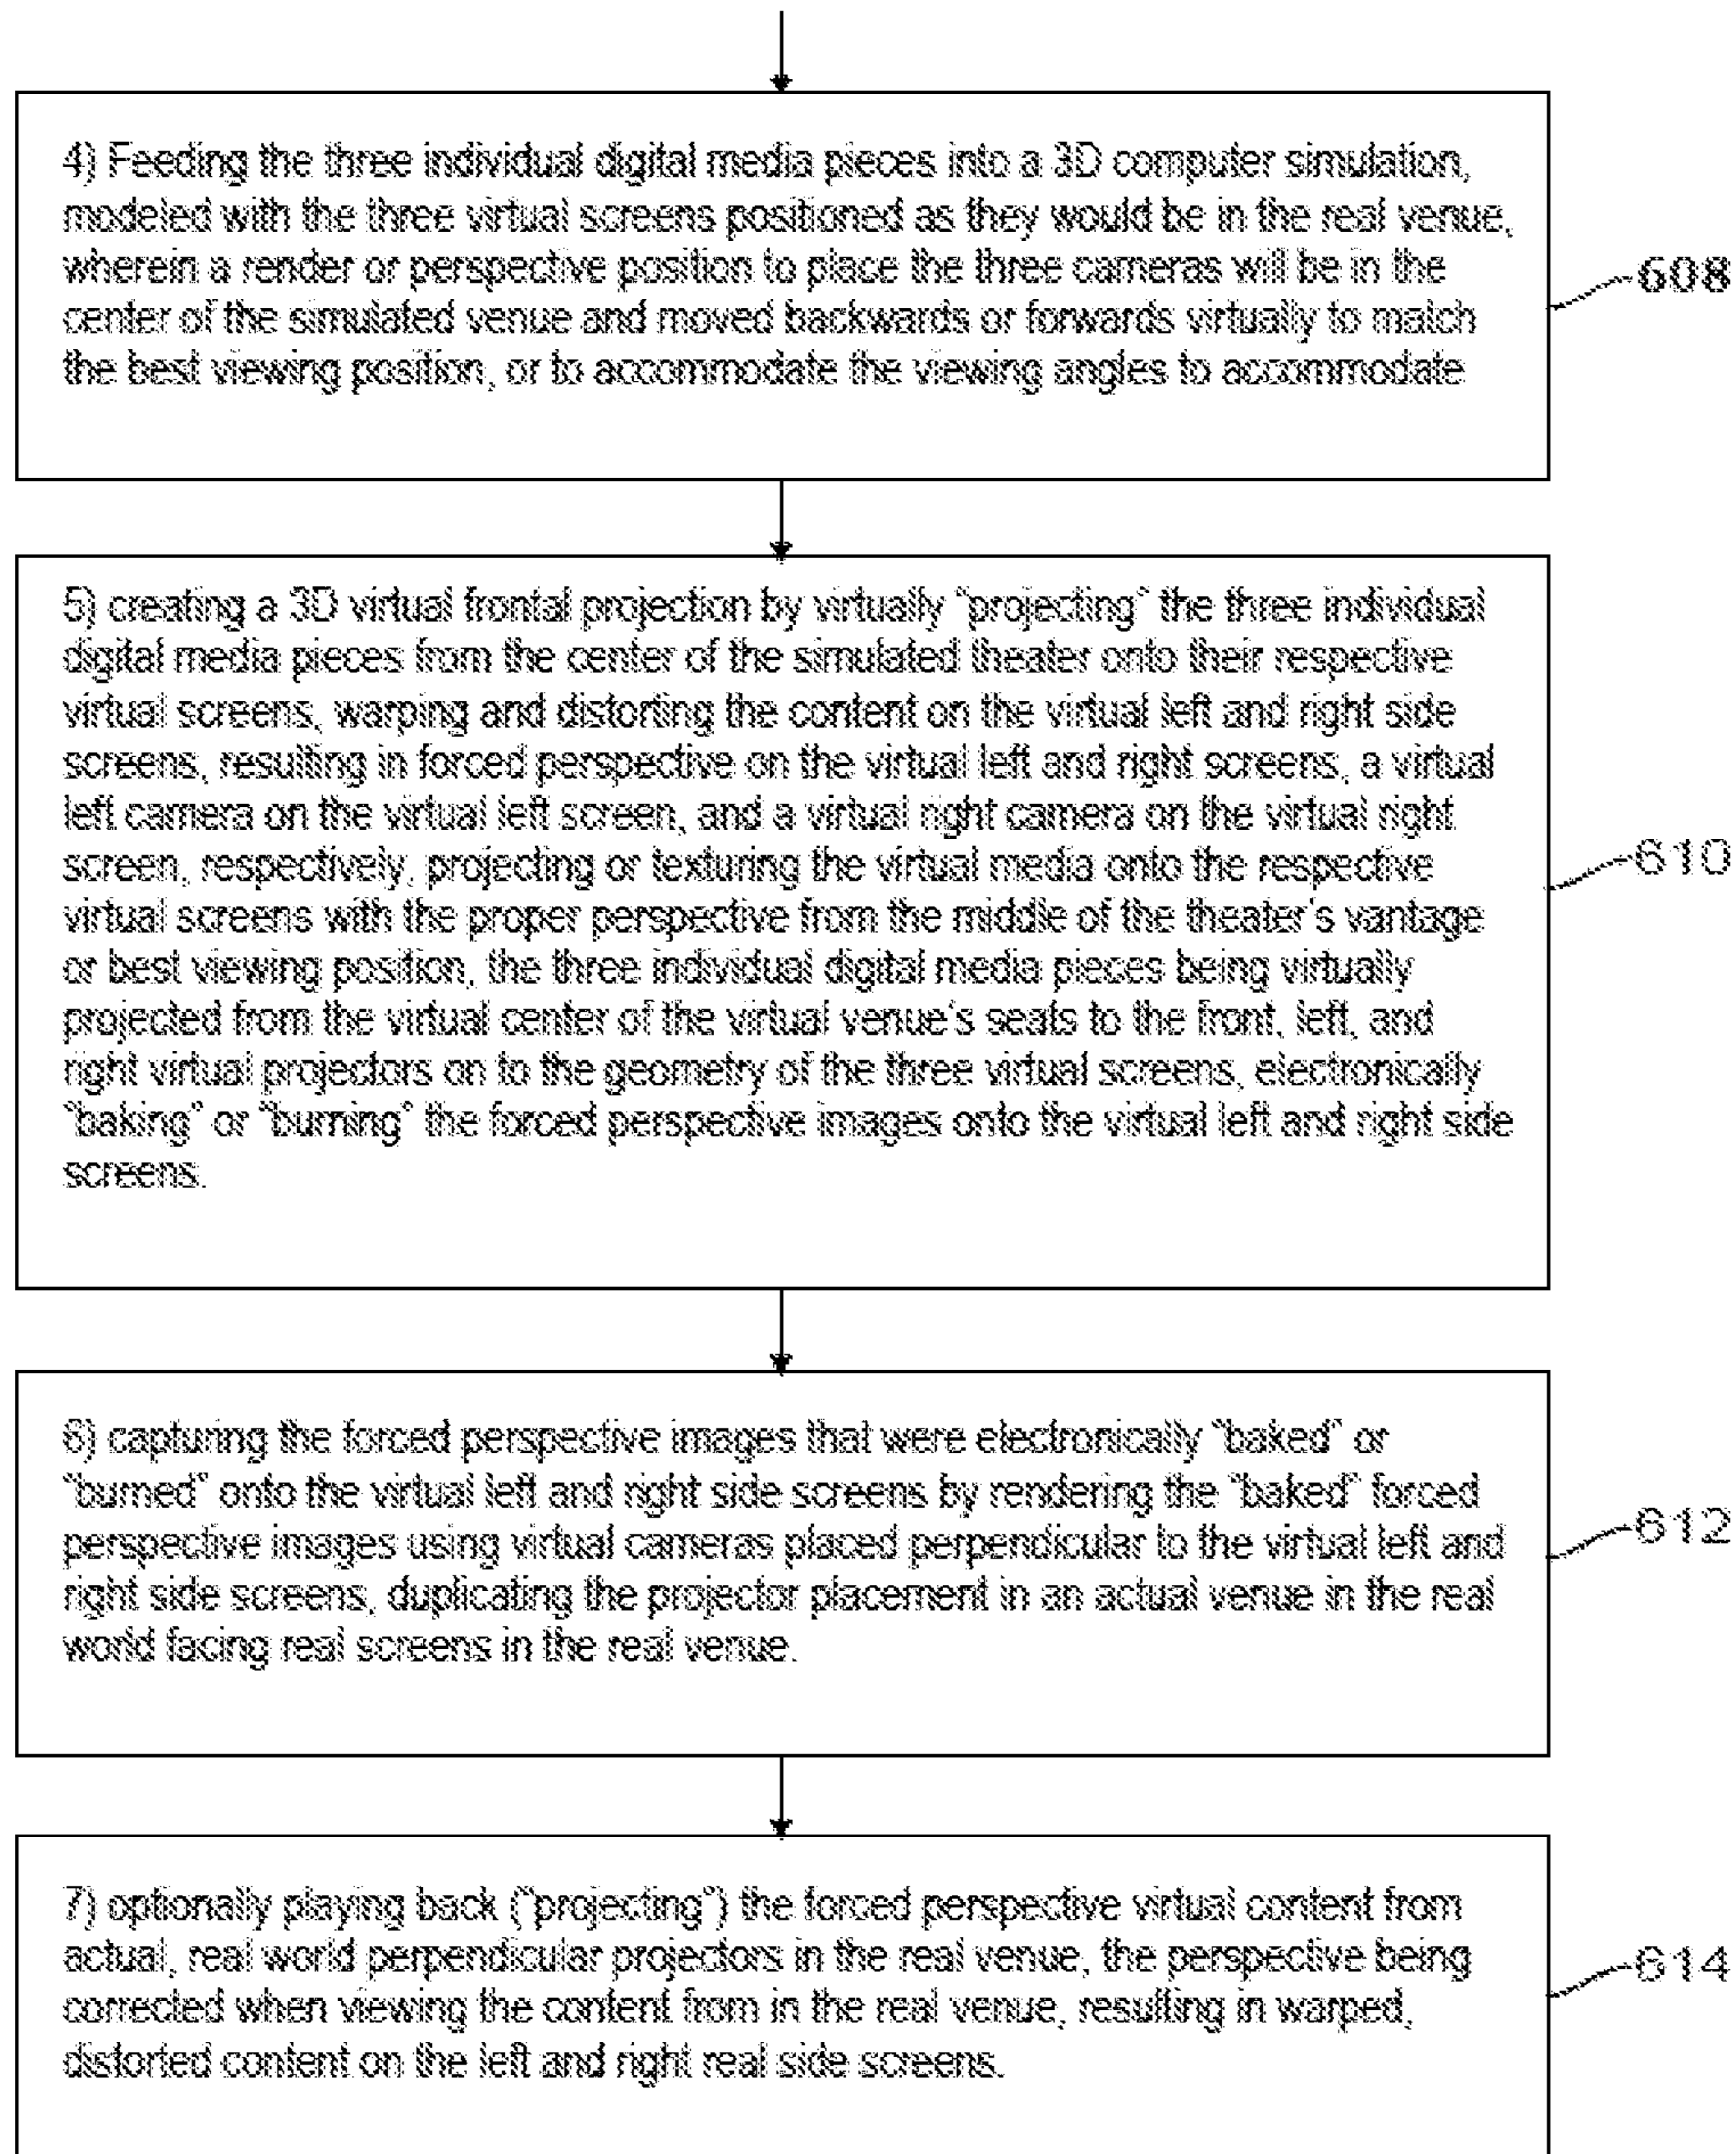 4) Feeding the three individual digital media pieces into a 3D computer simulation,
modeled with the three virtual screens positioned as they would be in the real venue,
wherein a render or perspective position to place the three cameras will be in the
center of the simulated venue and moved backwards or forwards virtually to match
the best viewing position, or to accommodate the viewing angles to accommodate
608
5) creating a 3D virtual frontal projection by virtually "projecting" the three individual
digital media pieces from the center of the simulated theater onto their respective
virtual screens, warping and distorting the content on the virtual left and right side
screens, resulting in forced perspective on the virtual left and right screens, a virtual
left camera on the virtual left screen, and a virtual right camera on the virtual right
screen, respectively, projecting or texturing the virtual media onto the respective
virtual screens with the proper perspective from the middle of the theater's vantage
or best viewing position, the three individual digital media pieces being virtually
projected from the virtual center of the virtual venue's seats to the front, left, and
right virtual projectors on to the geometry of the three virtual screens, electronically
"baking" or "burning" the forced perspective images onto the virtual left and right side
screens.
610
6) capturing the forced perspective images that were electronically "baked" or
"burned" onto the virtual left and right side screens by rendering the "baked" forced
perspective images using virtual cameras placed perpendicular to the virtual left and
right side screens, duplicating the projector placement in an actual venue in the real
world facing real screens in the real venue.
612
7) optionally playing back ("projecting") the forced perspective virtual content from
actual, real world perpendicular projectors in the real venue, the perspective being
corrected when viewing the content from in the real venue, resulting in warped,
distorted content on the left and right real side screens.
614